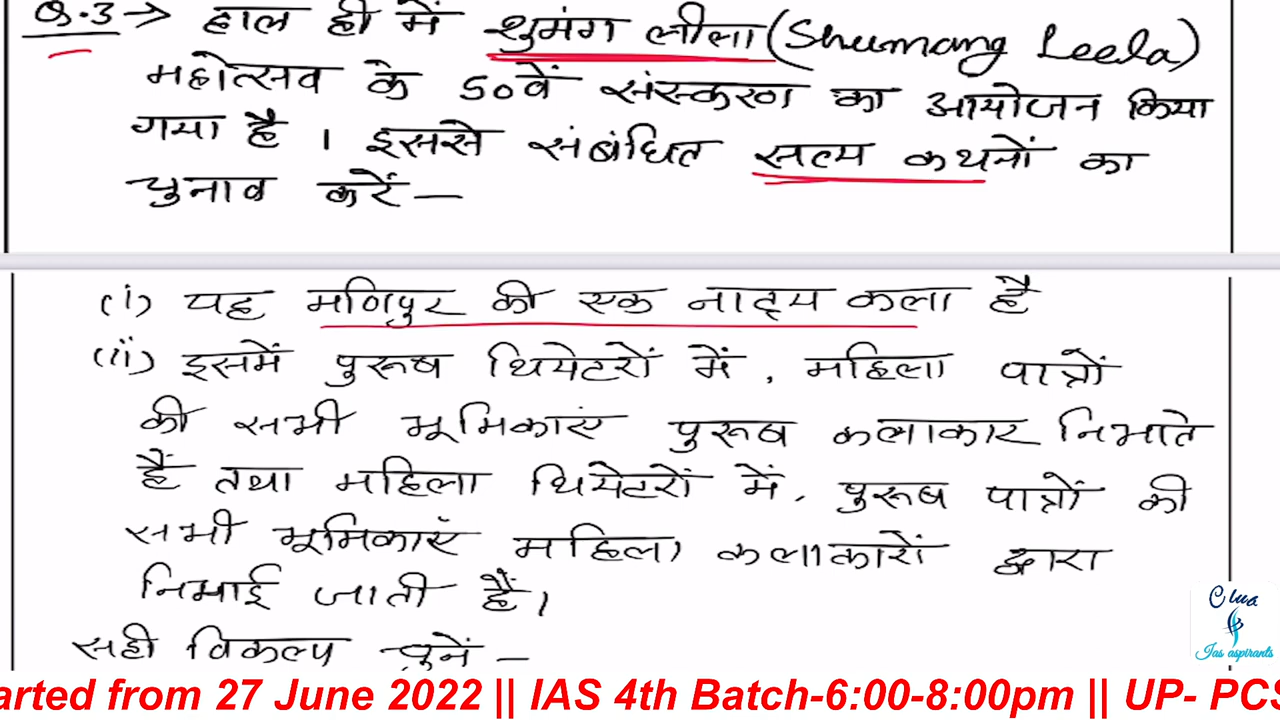 Q.3 → हाल ही में शुमंग लीला (Shumang Leela)
महोत्सव के 50वें संस्करण का आयोजन किया
गया है । इससे संबंधित सत्य कथनों का
चुनाव करें –
(i) यह मणिपुर की एक नाट्य कला है
(ii) इसमें पुरूष थियेटरों में, महिला पात्रों
की सभी भूमिकाएं पुरूष कलाकार निभाते
हैं तथा महिला थियेटरों में, पुरूष पात्रों की
सभी भूमिकाएं महिला कलाकारों द्वारा
निभाई जाती हैं।
सही विकल्प चुनें –
Ias aspirants
arted from 27 June 2022 || IAS 4th Batch-6:00-8:00pm || UP- PCS